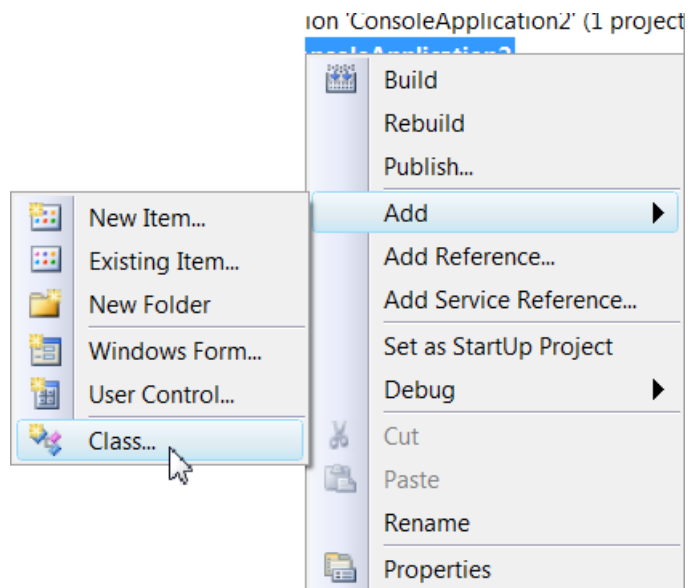 ion 'ConsoleApplication2' (1 project
ConsoleApplication2
Build
Rebuild
Publish...
Add
Add Reference...
Add Service Reference...
Set as StartUp Project
Debug
Cut
Paste
Rename
Properties
New Item...
Existing Item...
New Folder
Windows Form...
User Control...
Class...